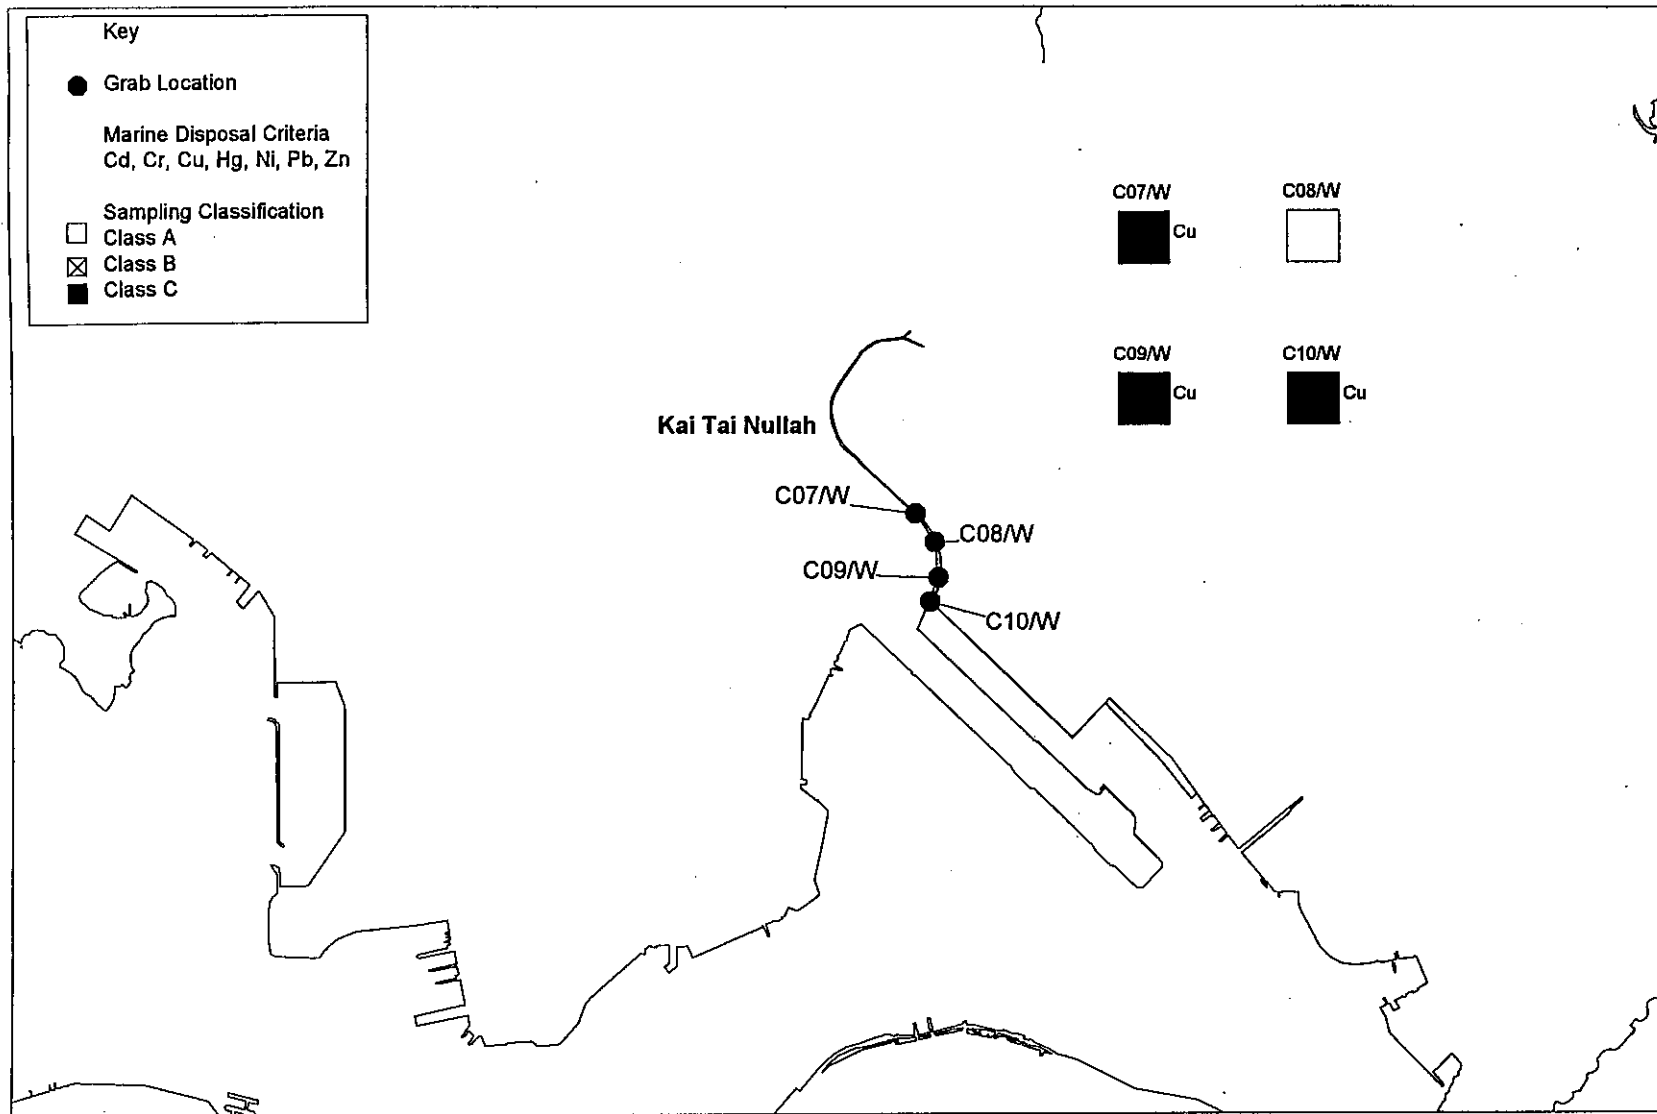 Key
Grab Location
Marine Disposal Criteria
Cd, Cr, Cu, Hg, Ni, Pb, Zn
Sampling Classification
Class A
Class B
Class C
C07/W
C08/W
Cu
C09/W
C10/W
Cu
Cu
Kai Tai Nullah
C07/W
C08/W
C09/W
C10/W